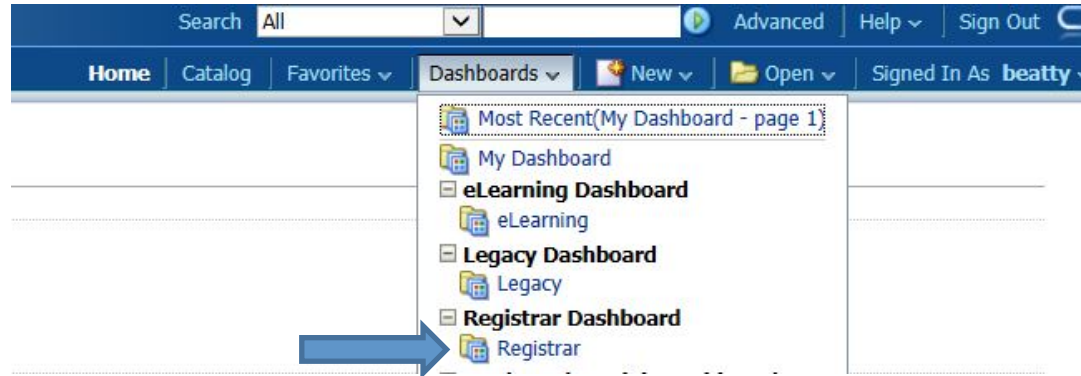 Search All Advanced Help Sign Out
Home Catalog Favorites Dashboards New Open Signed In As beatty
Most Recent(My Dashboard - page 1)
My Dashboard
eLearning Dashboard
eLearning
Legacy Dashboard
Legacy
Registrar Dashboard
Registrar